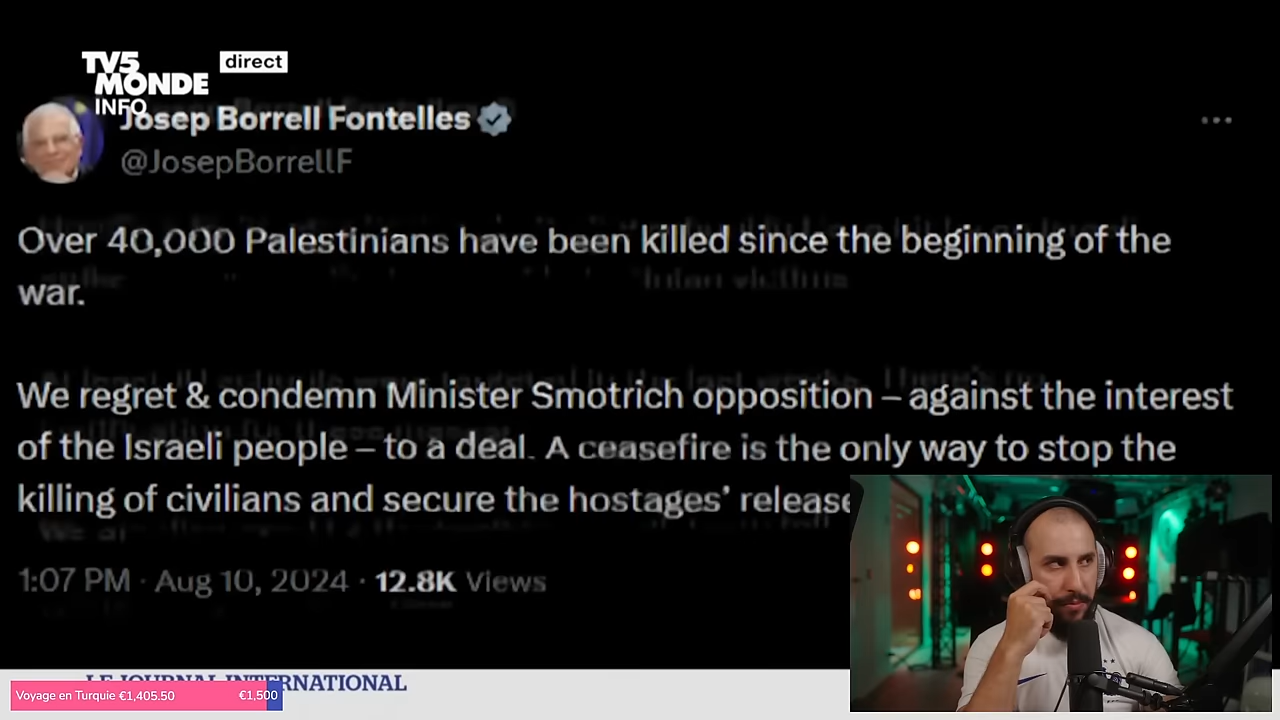 TV5
MONDE
INFO
direct
Josep Borrell Fontelles
@JosepBorrellF
Over 40,000 Palestinians have been killed since the beginning of the
war.
We regret & condemn Minister Smotrich opposition – against the interest
of the Israeli people – to a deal. A ceasefire is the only way to stop the
killing of civilians and secure the hostages’ release
1:07 PM · Aug 10, 2024 · 12.8K Views
LE JOURNAL INTERNATIONAL
Voyage en Turquie €1,405.50
€1,500